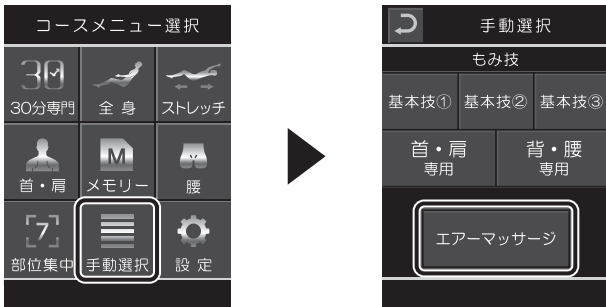 コースメニュー選択
30
30分専門
全身
ストレッチ
首・肩
M
メモリー
腰
7
部位集中
手動選択
設定
手動選択
もみ技
基本技①
基本技②
基本技③
首・肩
専用
背・腰
専用
エアーマッサージ